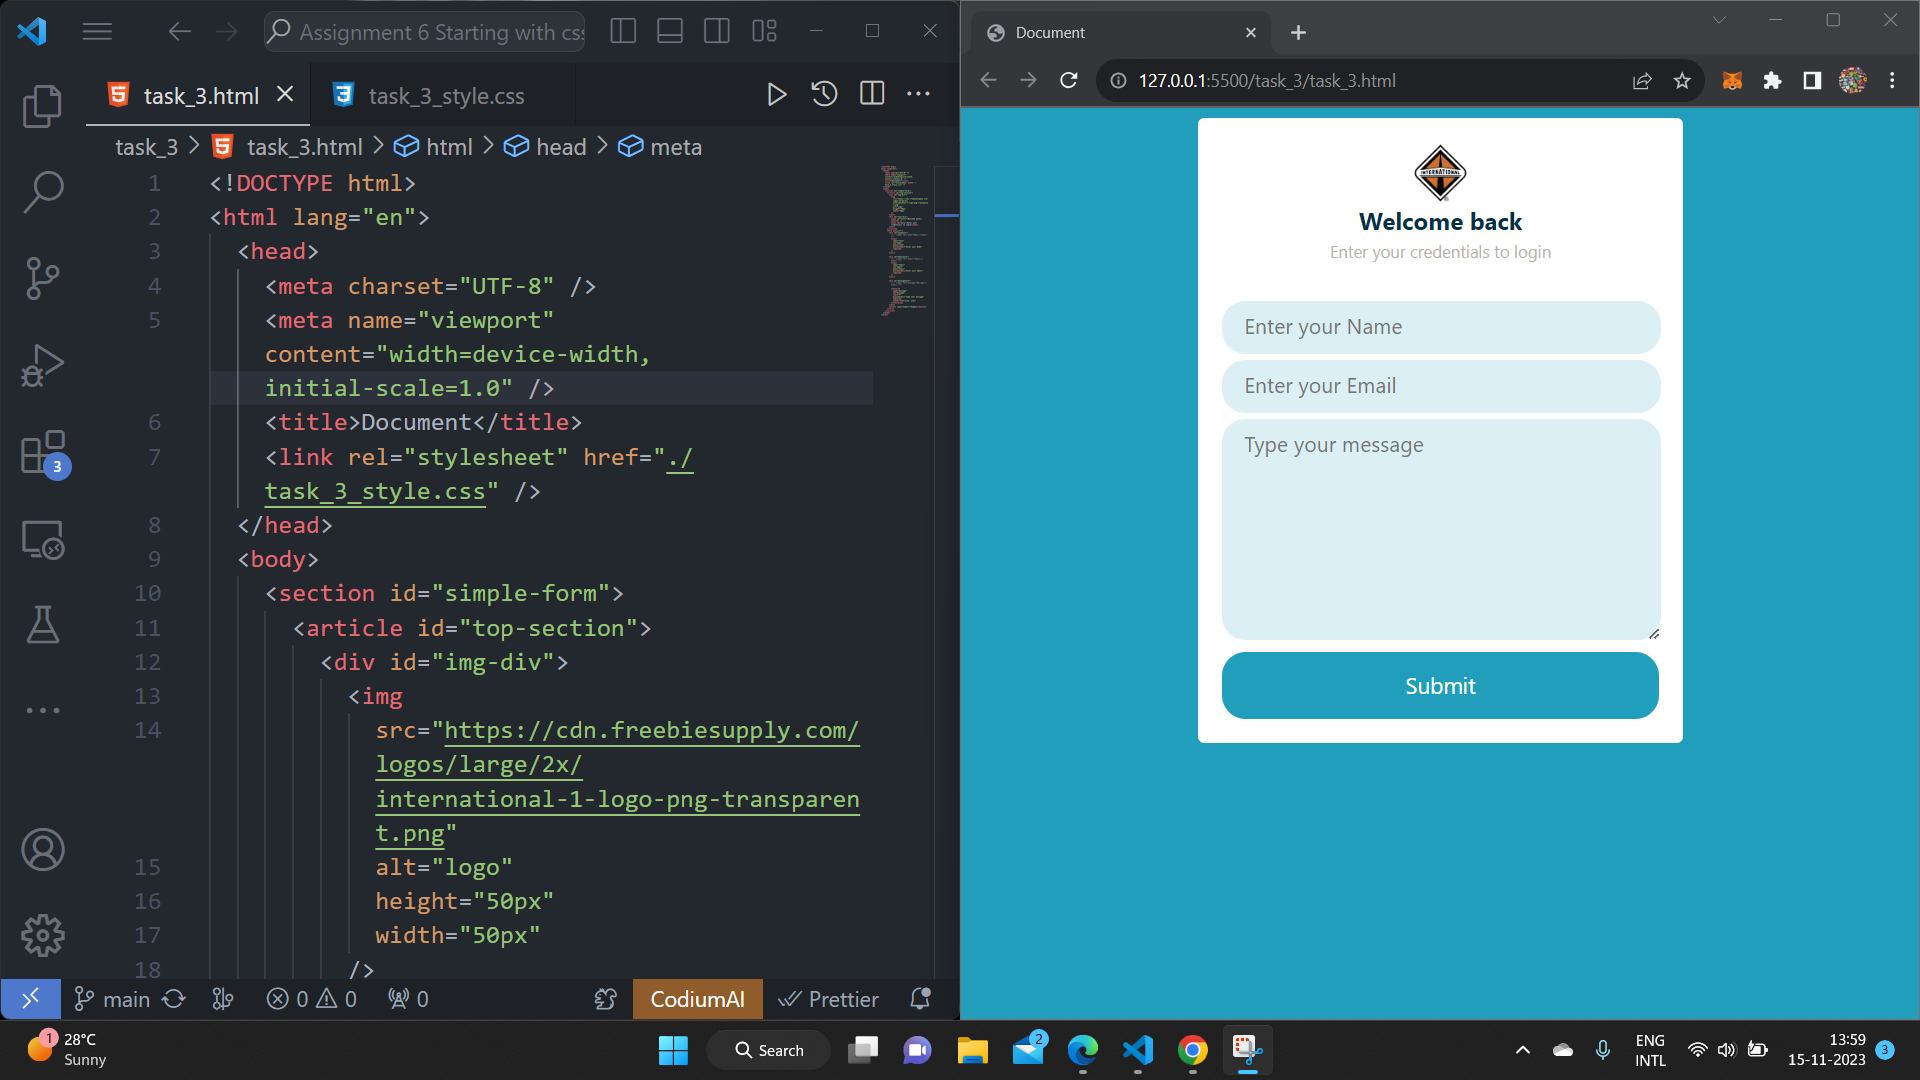 Assignment 6 Starting with css
task_3.html
task_3_style.css
task_3 > task_3.html > html > head > meta
1 <!DOCTYPE html>
2 <html lang="en">
3 <head>
4 <meta charset="UTF-8" />
5 <meta name="viewport"
content="width=device-width,
initial-scale=1.0" />
6 <title>Document</title>
7 <link rel="stylesheet" href="./
task_3_style.css" />
8 </head>
9 <body>
10 <section id="simple-form">
11 <article id="top-section">
12 <div id="img-div">
13 <img
14 src="https://cdn.freebiesupply.com/
logos/large/2x/
international-1-logo-png-transparen
t.png"
15 alt="logo"
16 height="50px"
17 width="50px"
18 />
3
main
0 0
0
CodiumAI
Prettier
Document
127.0.0.1:5500/task_3/task_3.html
INTERNATIONAL
Welcome back
Enter your credentials to login
Enter your Name
Enter your Email
Type your message
Submit
1
28°C
Sunny
Search
2
ENG
INTL
13:59
15-11-2023
3